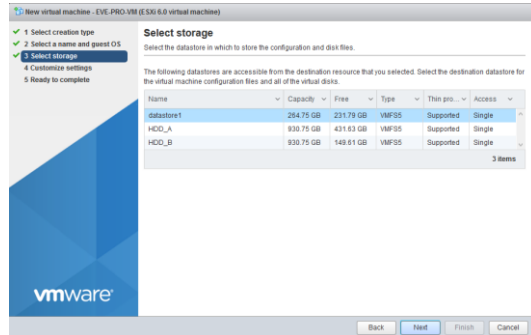 New virtual machine - EVE-PRO-VM (ESXi 6.0 virtual machine)
1 Select creation type
2 Select a name and guest OS
3 Select storage
4 Customize settings
5 Ready to complete
Select storage
Select the datastore in which to store the configuration and disk files.
The following datastores are accessible from the destination resource that you selected. Select the destination datastore for
the virtual machine configuration files and all of the virtual disks.
Name Capacity Free Type Thin pro... Access
datastore1 264.75 GB 231.79 GB VMFS5 Supported Single
HDD_A 930.75 GB 431.63 GB VMFS5 Supported Single
HDD_B 930.75 GB 149.61 GB VMFS5 Supported Single
3 items
vmware
Back Next Finish Cancel